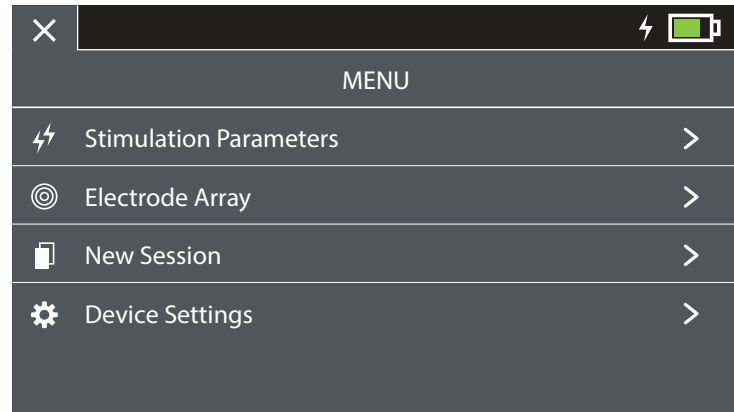 MENU
Stimulation Parameters
Electrode Array
New Session
Device Settings